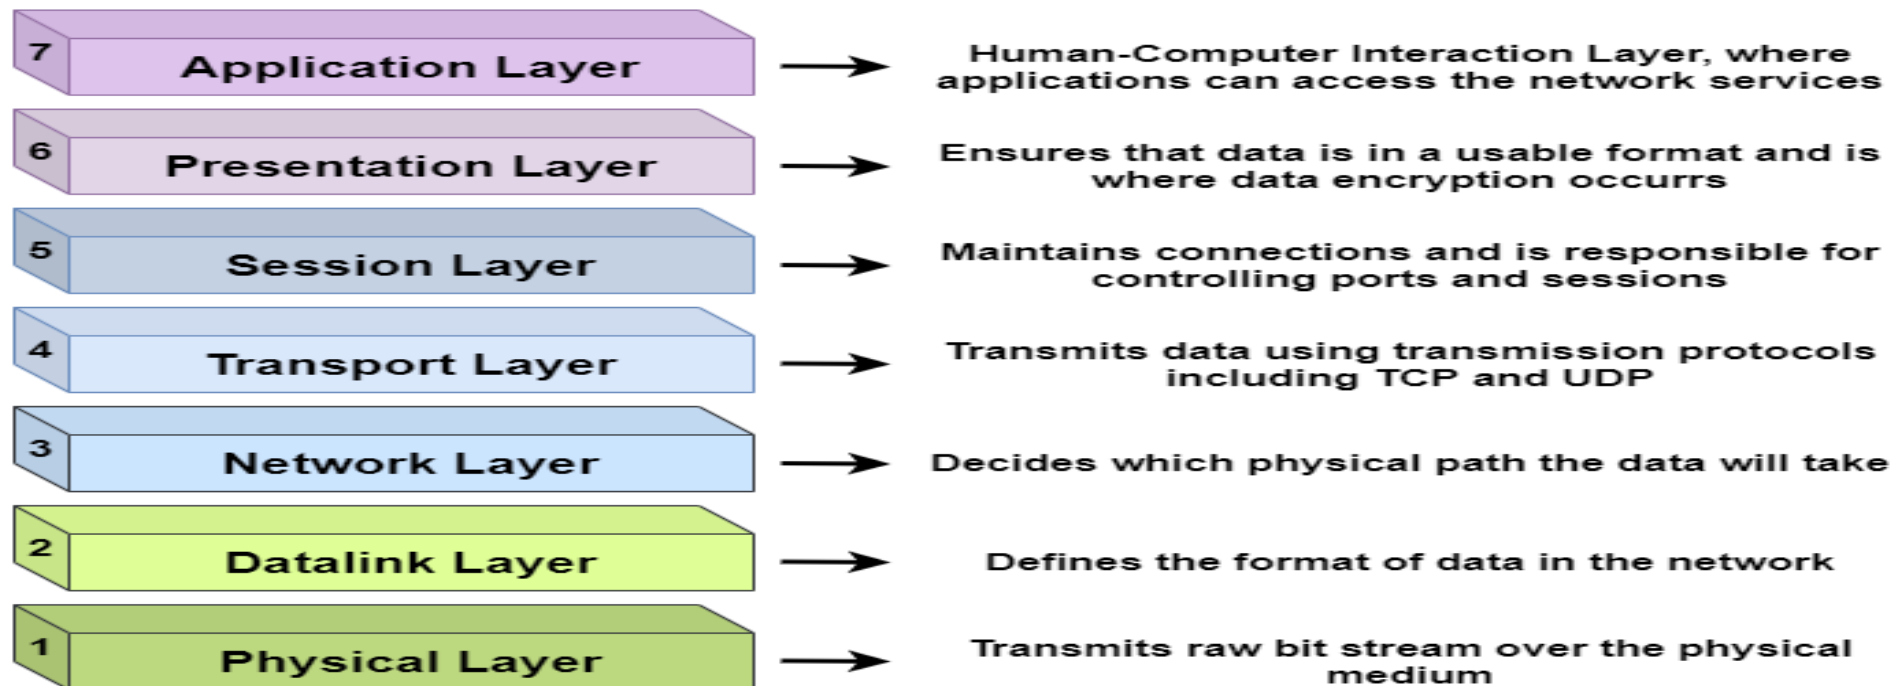 7
Application Layer
Human-Computer Interaction Layer, where
applications can access the network services
6
Presentation Layer
Ensures that data is in a usable format and is
where data encryption occurrs
5
Session Layer
Maintains connections and is responsible for
controlling ports and sessions
4
Transport Layer
Transmits data using transmission protocols
including TCP and UDP
3
Network Layer
Decides which physical path the data will take
2
Datalink Layer
Defines the format of data in the network
1
Physical Layer
Transmits raw bit stream over the physical
medium